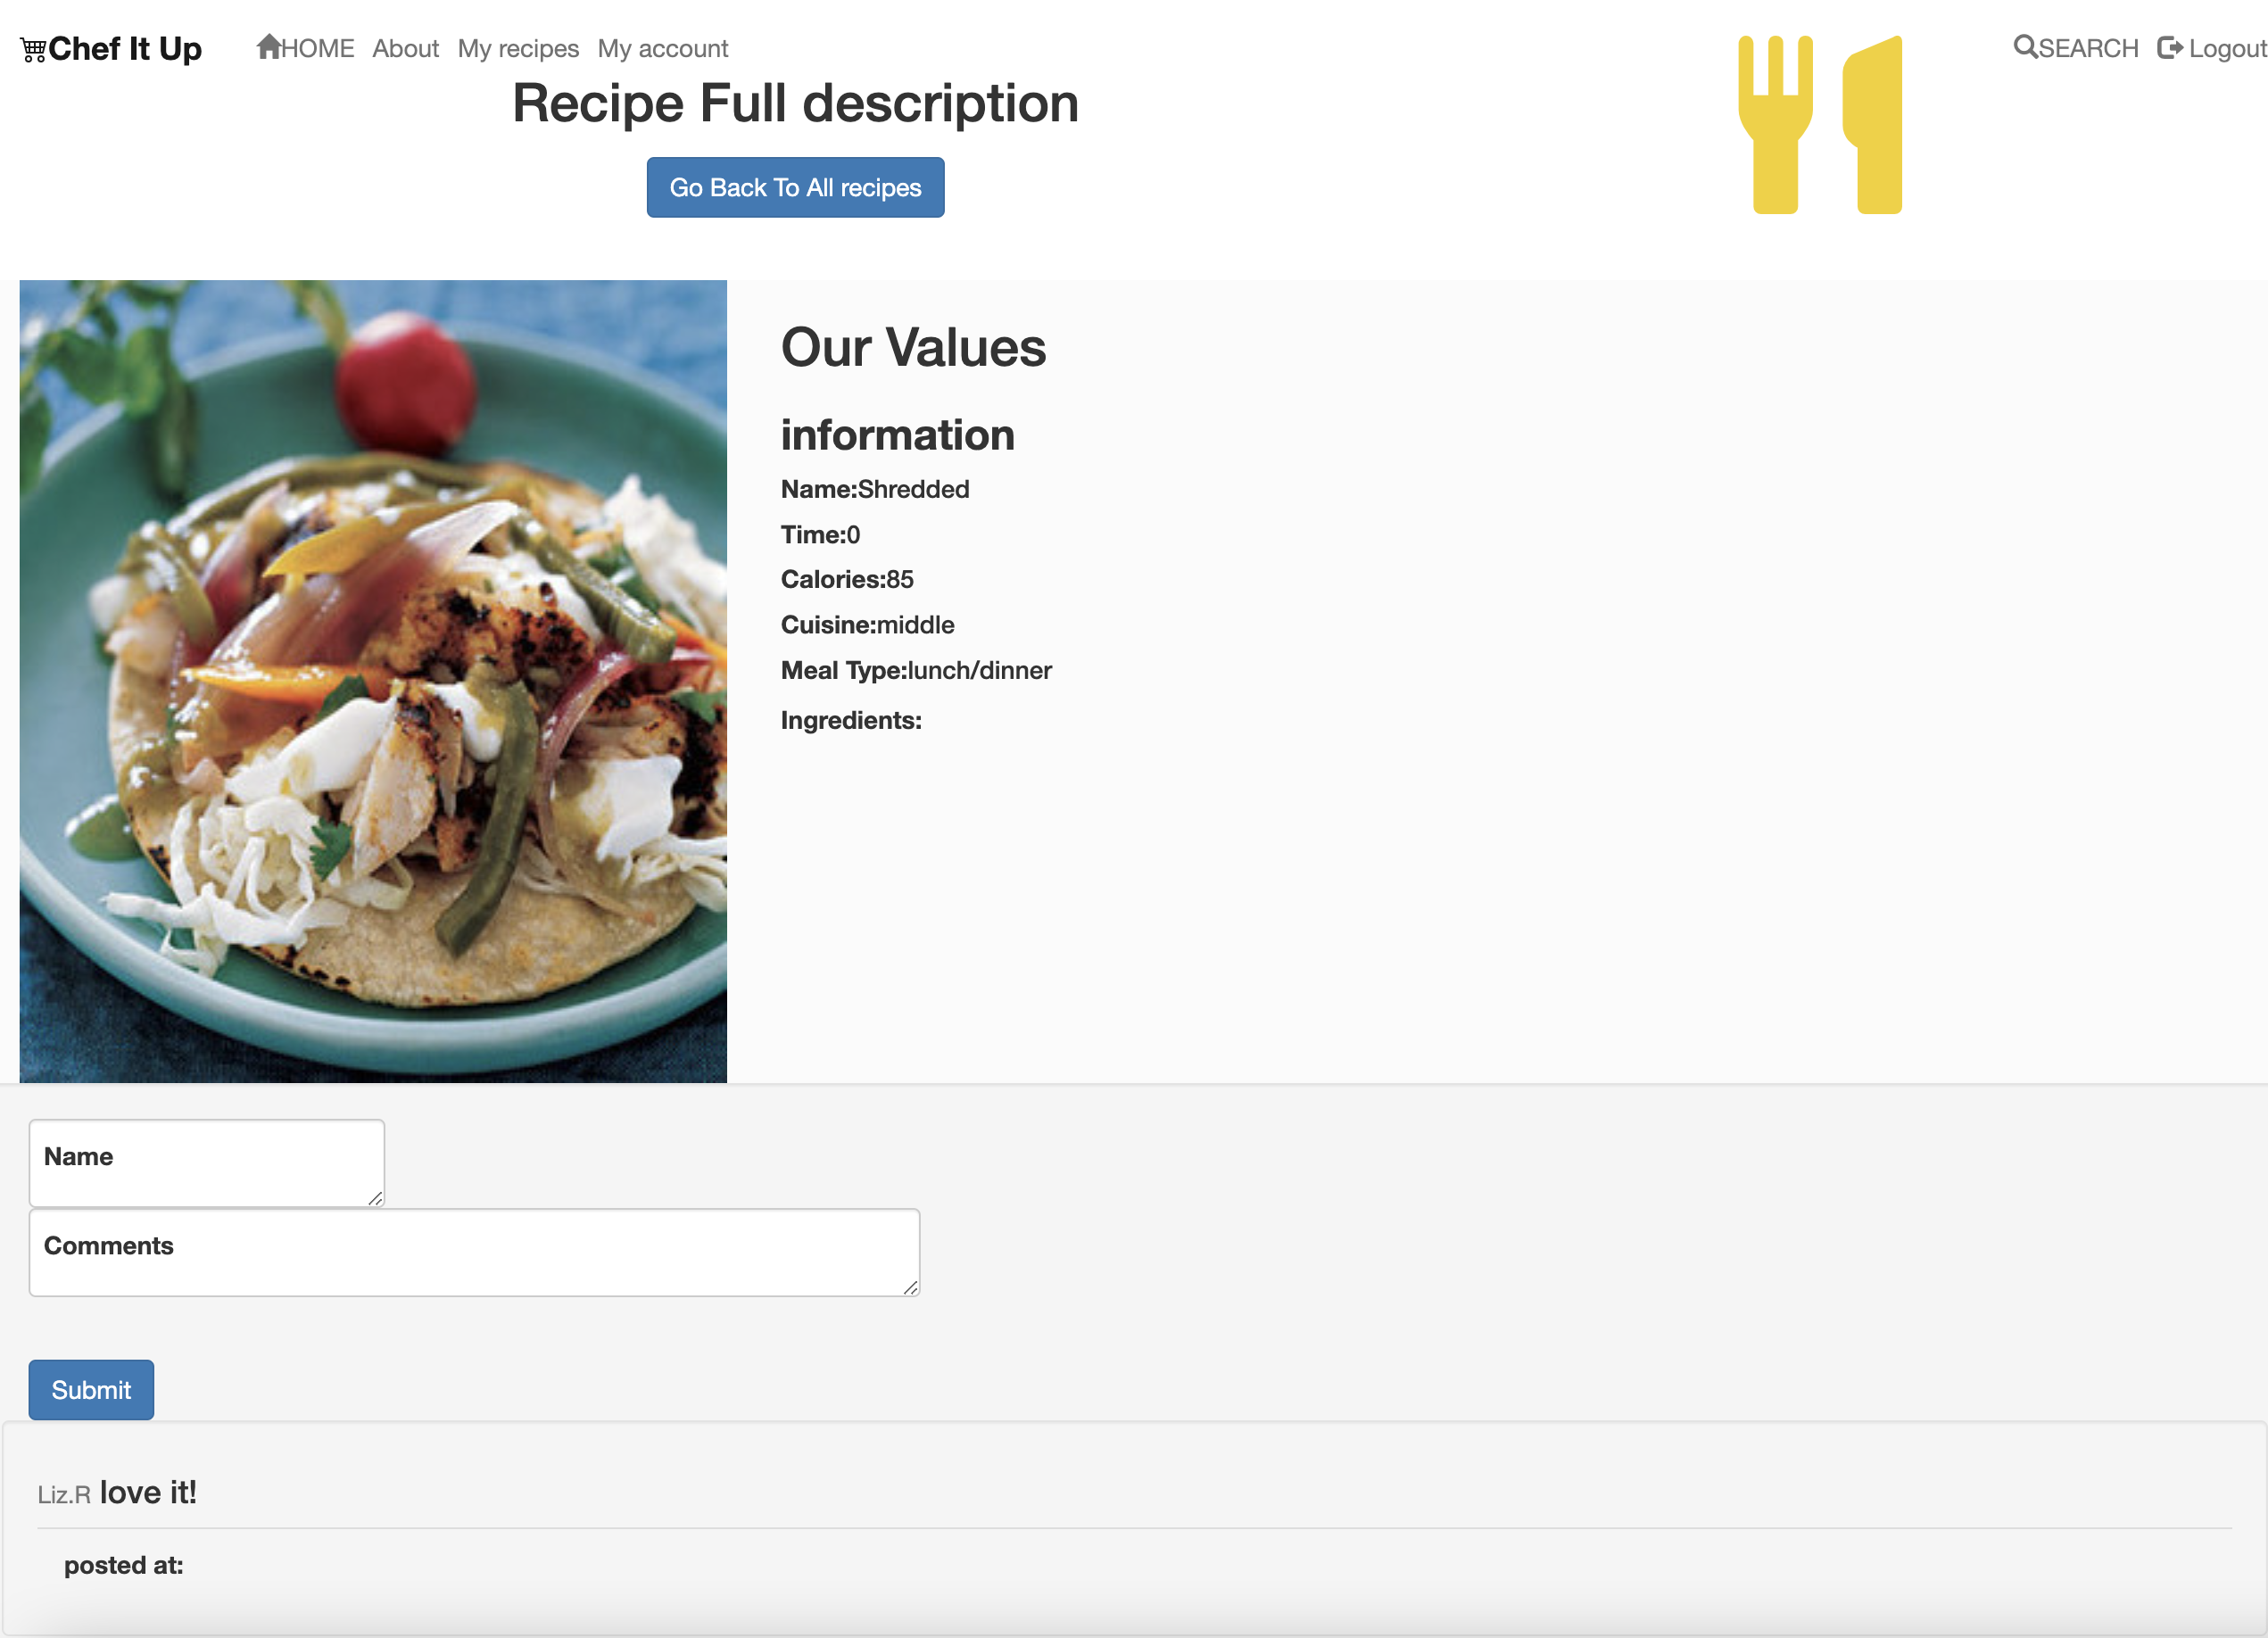 Chef It Up HOME About My recipes My account SEARCH Logout
Recipe Full description
Go Back To All recipes
Our Values
information
Name:Shredded
Time:0
Calories:85
Cuisine:middle
Meal Type:lunch/dinner
Ingredients:
Name
Comments
Submit
Liz.R love it!
posted at: